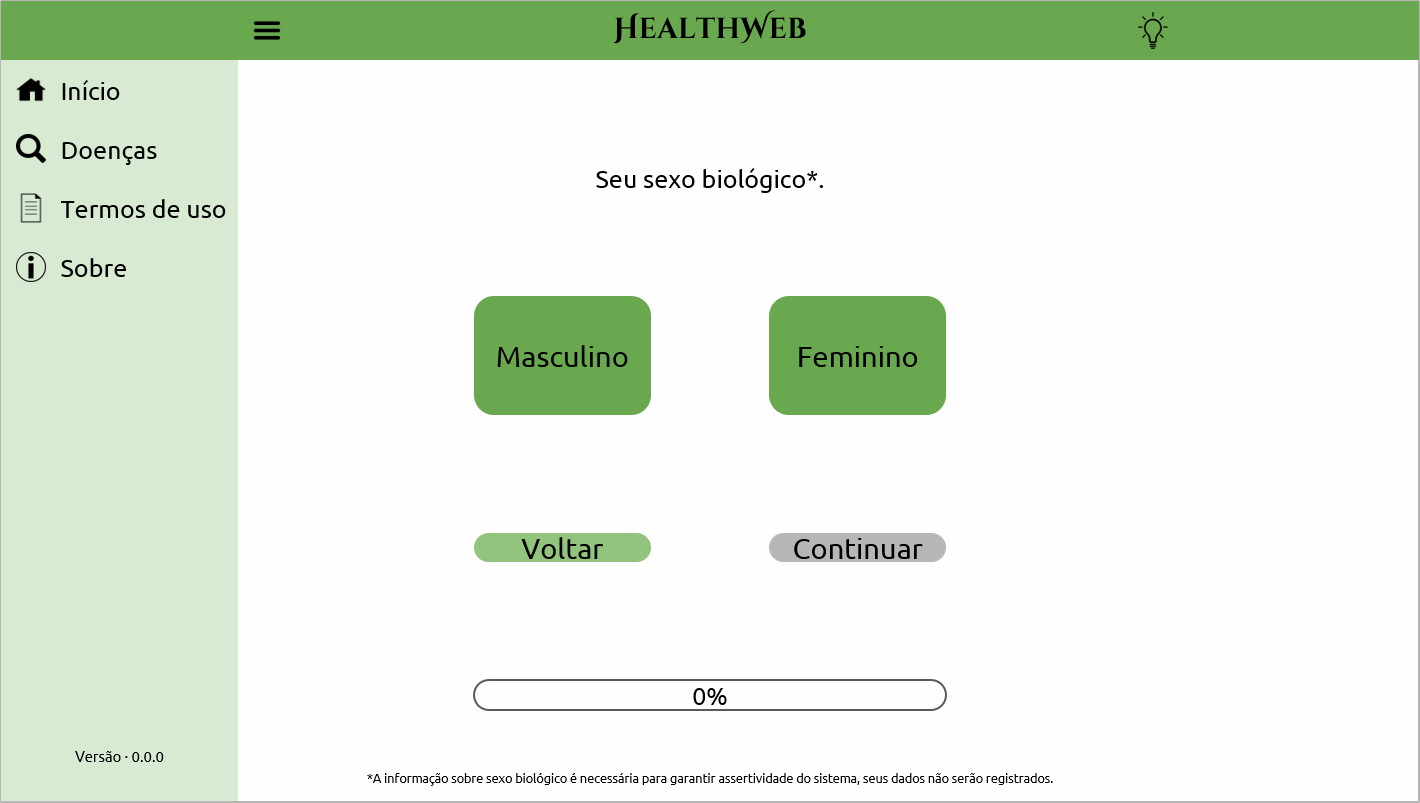 HealthWeb
Início
Doenças
Termos de uso
Sobre
Seu sexo biológico*.
Masculino
Feminino
Voltar
Continuar
0%
Versão · 0.0.0
*A informação sobre sexo biológico é necessária para garantir assertividade do sistema, seus dados não serão registrados.